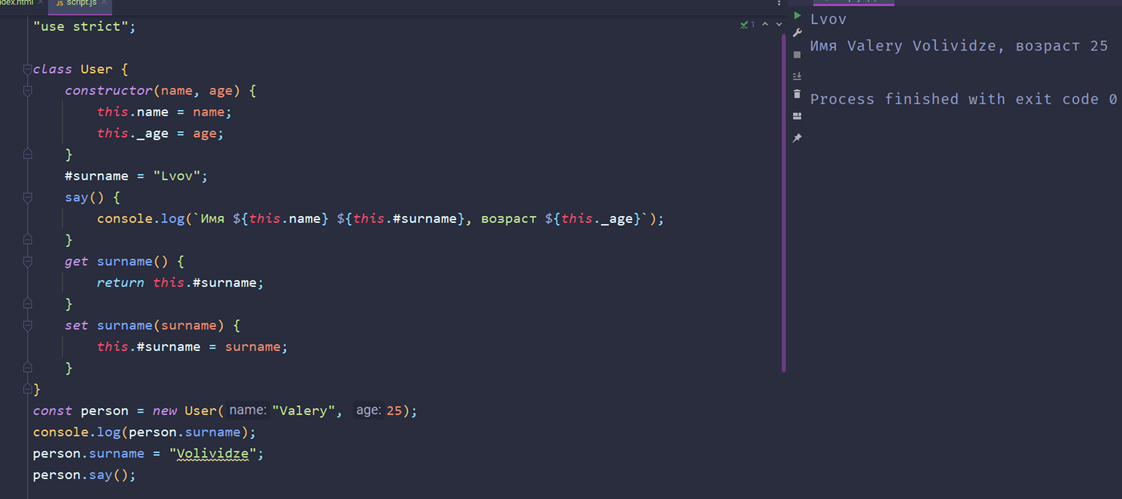 index.html
script.js
"use strict";
class User {
constructor(name, age) {
this.name = name;
this._age = age;
}
#surname = "Lvov";
say() {
console.log(`Имя ${this.name} ${this.#surname}, возраст ${this._age}`);
}
get surname() {
return this.#surname;
}
set surname(surname) {
this.#surname = surname;
}
}
const person = new User( name: "Valery", age: 25);
console.log(person.surname);
person.surname = "Volividze";
person.say();
1
Lvov
Имя Valery Volividze, возраст 25
Process finished with exit code 0